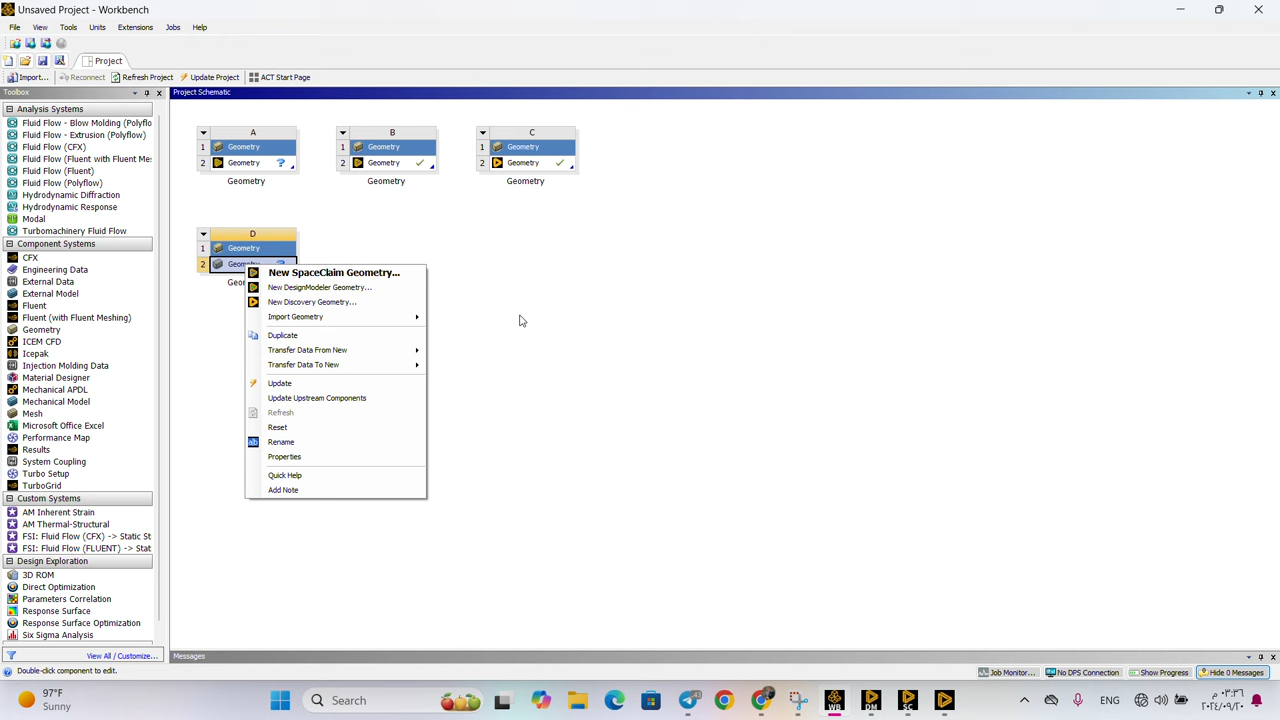 Unsaved Project - Workbench
File View Tools Units Extensions Jobs Help
Project
Import... Reconnect Refresh Project Update Project ACT Start Page
Toolbox
Project Schematic
Analysis Systems
Fluid Flow - Blow Molding (Polyflo
Fluid Flow - Extrusion (Polyflow)
Fluid Flow (CFX)
Fluid Flow (Fluent with Fluent Mes
Fluid Flow (Fluent)
Fluid Flow (Polyflow)
Hydrodynamic Diffraction
Hydrodynamic Response
Modal
Turbomachinery Fluid Flow
Component Systems
CFX
Engineering Data
External Data
External Model
Fluent
Fluent (with Fluent Meshing)
Geometry
ICEM CFD
Icepak
Injection Molding Data
Material Designer
Mechanical APDL
Mechanical Model
Mesh
Microsoft Office Excel
Performance Map
Results
System Coupling
Turbo Setup
TurboGrid
Custom Systems
AM Inherent Strain
AM Thermal-Structural
FSI: Fluid Flow (CFX) -> Static St
FSI: Fluid Flow (FLUENT) -> Stat
Design Exploration
3D ROM
Direct Optimization
Parameters Correlation
Response Surface
Response Surface Optimization
Six Sigma Analysis
View All / Customize...
A
1 Geometry
2 Geometry ?
Geometry
B
1 Geometry
2 Geometry
Geometry
C
1 Geometry
2 Geometry
Geometry
D
1 Geometry
2 Geometry
Geo
New SpaceClaim Geometry...
New DesignModeler Geometry...
New Discovery Geometry...
Import Geometry
Duplicate
Transfer Data From New
Transfer Data To New
Update
Update Upstream Components
Refresh
Reset
Rename
Properties
Quick Help
Add Note
Messages
Double-click component to edit.
Job Monitor... No DPS Connection Show Progress Hide 0 Messages
97°F
Sunny
Search
WB DM SC
ENG